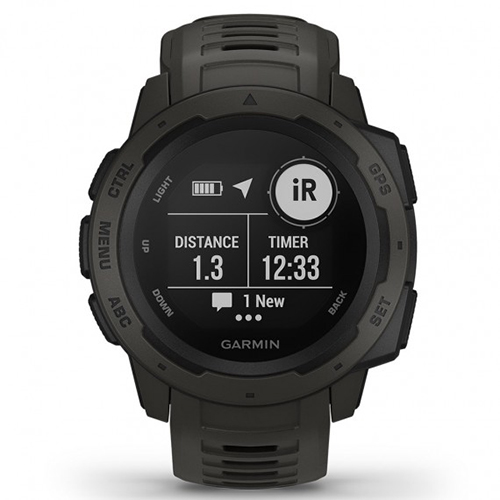 CTRL
GPS
LIGHT
iR
MENU
UP
DISTANCE
TIMER
1.3
12:33
ABC
DOWN
1 New
BACK
SET
GARMIN